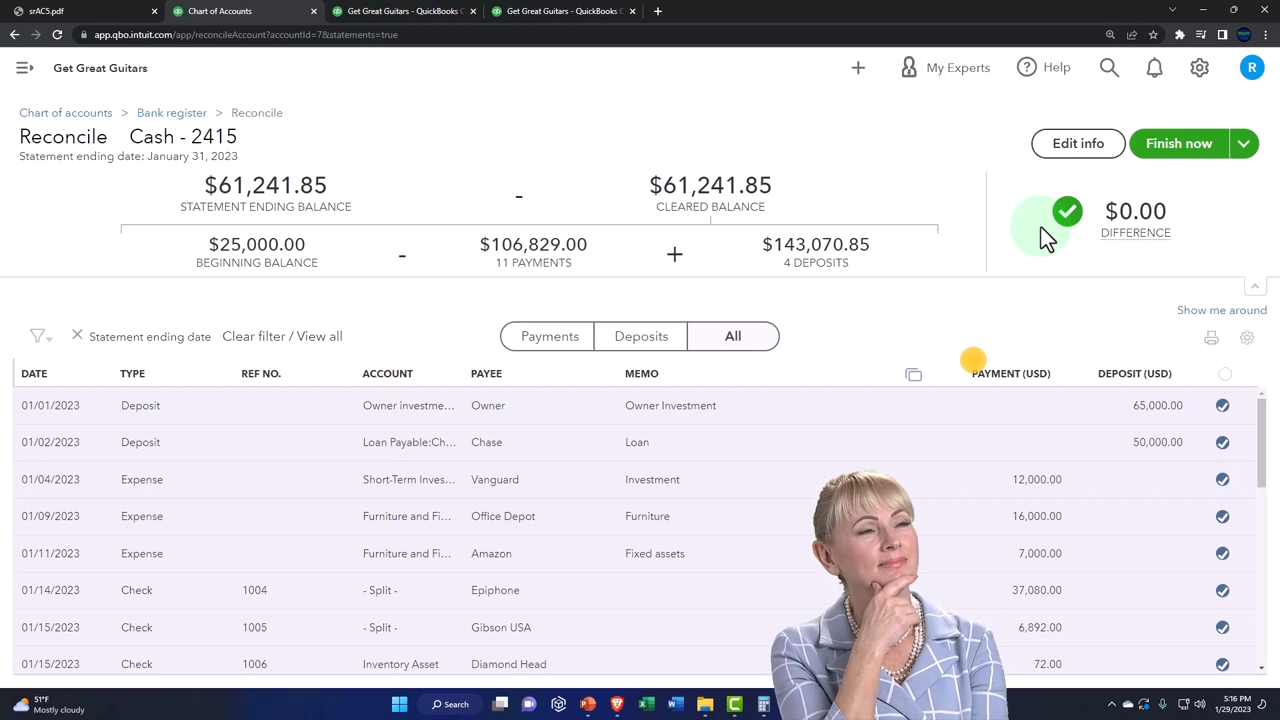 srAC5.pdf
Chart of Accounts
Get Great Guitars - QuickBooks C
Get Great Guitars - QuickBooks C
app.qbo.intuit.com/app/reconcileAccount?accountId=7&statements=true
Get Great Guitars
My Experts
Help
R
Chart of accounts > Bank register > Reconcile
Reconcile Cash - 2415
Statement ending date: January 31, 2023
Edit info
Finish now
$61,241.85 - $61,241.85
STATEMENT ENDING BALANCE CLEARED BALANCE
$0.00
DIFFERENCE
$25,000.00 - $106,829.00 + $143,070.85
BEGINNING BALANCE 11 PAYMENTS 4 DEPOSITS
Show me around
Statement ending date Clear filter / View all
Payments Deposits All
DATE TYPE REF NO. ACCOUNT PAYEE MEMO PAYMENT (USD) DEPOSIT (USD)
01/01/2023 Deposit Owner investme... Owner Owner Investment 65,000.00
01/02/2023 Deposit Loan Payable:Ch... Chase Loan 50,000.00
01/04/2023 Expense Short-Term Inves... Vanguard Investment 12,000.00
01/09/2023 Expense Furniture and Fi... Office Depot Furniture 16,000.00
01/11/2023 Expense Furniture and Fi... Amazon Fixed assets 7,000.00
01/14/2023 Check 1004 - Split - Epiphone 37,080.00
01/15/2023 Check 1005 - Split - Gibson USA 6,892.00
01/15/2023 Check 1006 Inventory Asset Diamond Head 72.00
51°F
Mostly cloudy
Search
5:16 PM
1/29/2023